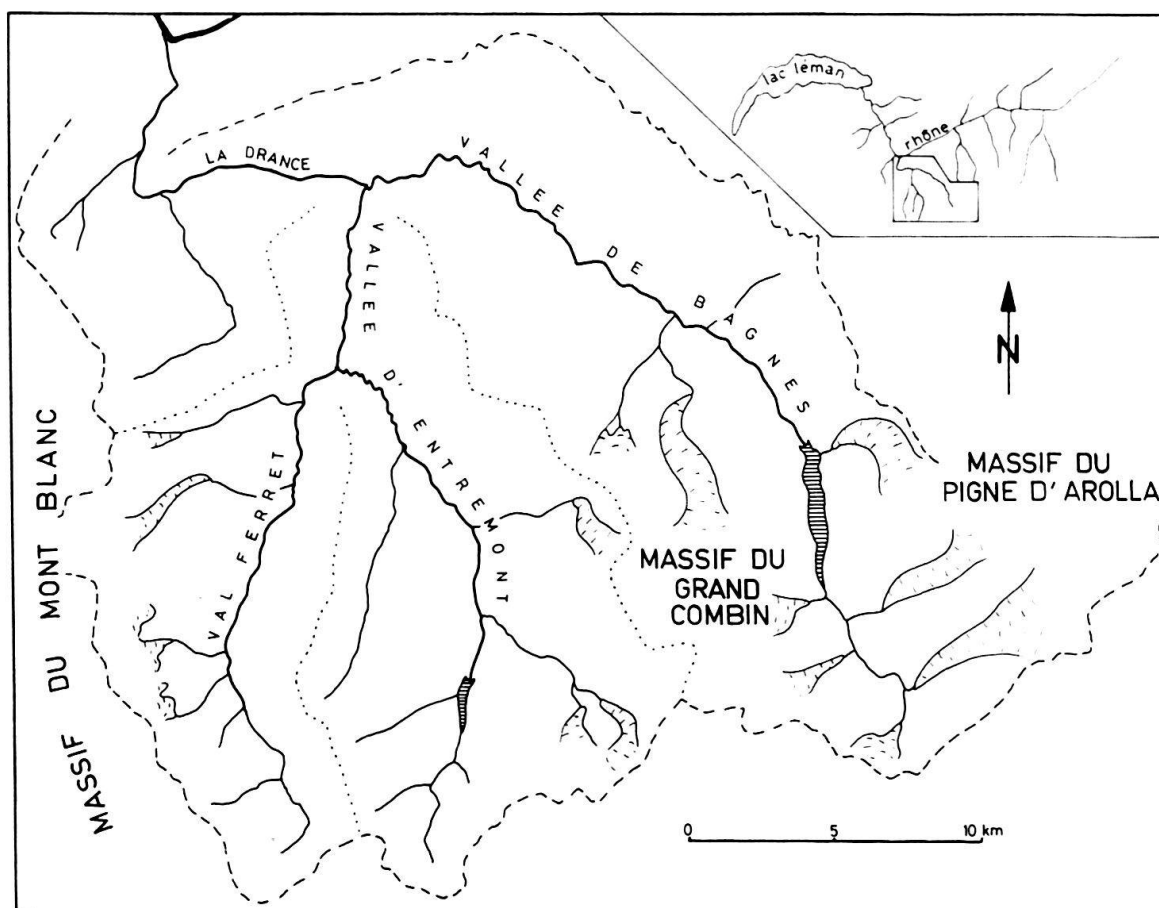 lac léman
rhône
LA DRANCE
VALLEE DE BAGNES
VALLEE D'ENTREMONT
VAL FERRET
MASSIF DU MONT BLANC
N
MASSIF DU
PIGNE D'AROLLA
MASSIF DU
GRAND
COMBIN
0 5 10 km